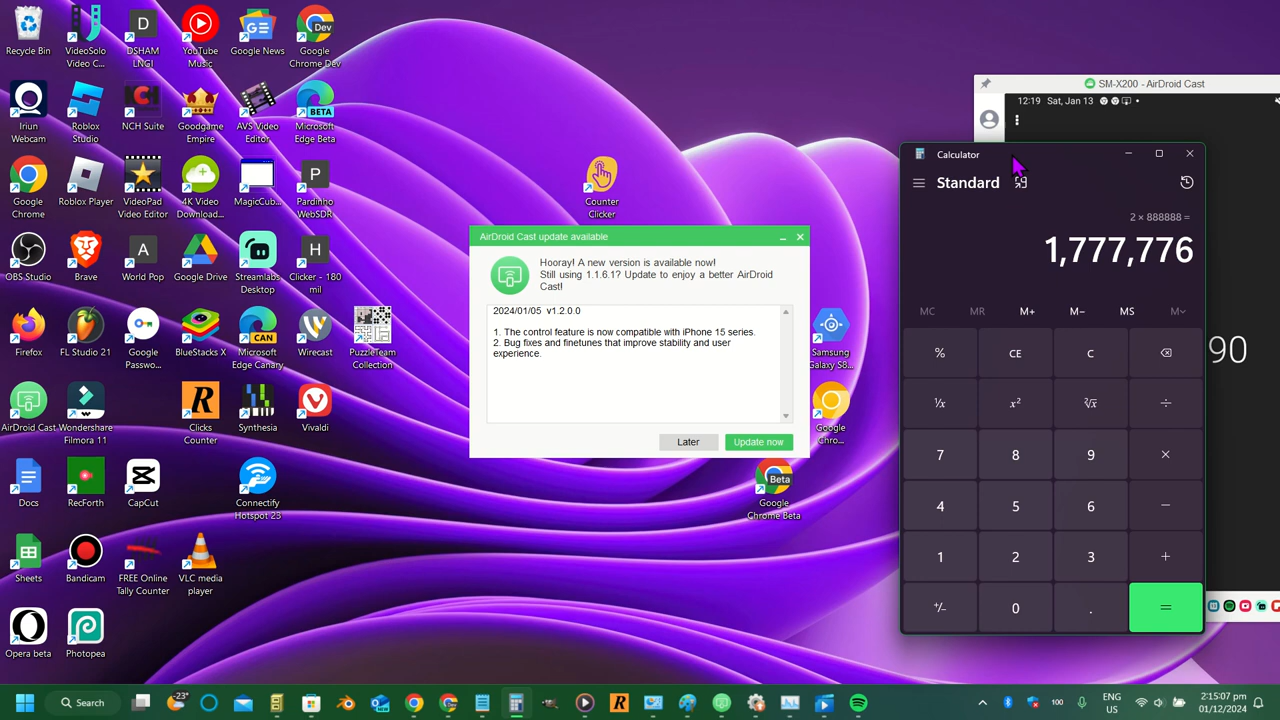 Recycle Bin
VideoSolo
Video C...
DSHAM
LNGI
YouTube
Music
Google News
Google
Chrome Dev
Iriun
Webcam
Roblox
Studio
NCH Suite
Goodgame
Empire
AVS Video
Editor
BETA
Microsoft
Edge Beta
Google
Chrome
Roblox Player
VideoPad
Video Editor
4K Video
Download...
MagicCub...
P
Pardinho
WebSDR
Counter
Clicker
OBS Studio
Brave
A
World Pop
Google Drive
Streamlabs
Desktop
H
Clicker - 180
mil
Firefox
FL Studio 21
Google
Passwo...
BlueStacks X
CAN
Microsoft
Edge Canary
Wirecast
PuzzleTeam
Collection
AirDroid Cast
Wondershare
Filmora 11
R
Clicks
Counter
Synthesia
Vivaldi
Docs
RecForth
CapCut
Connectify
Hotspot 23
Sheets
Bandicam
FREE Online
Tally Counter
VLC media
player
Opera beta
Photopea
Samsung
Galaxy S8...
Google
Chro...
Beta
Google
Chrome Beta
D
Dev
AirDroid Cast update available
Hooray! A new version is available now!
Still using 1.1.6.1? Update to enjoy a better AirDroid
Cast!
2024/01/05 v1.2.0.0
1. The control feature is now compatible with iPhone 15 series.
2. Bug fixes and finetunes that improve stability and user
experience.
Later
Update now
SM-X200 - AirDroid Cast
12:19 Sat, Jan 13
90
Calculator
Standard
2 × 888888 =
1,777,776
MC MR M+ M− MS M˅
% CE C
¹/x x² ²√x ÷
7 8 9 ×
4 5 6 −
1 2 3 +
+/− 0 . =
Search
-23°
R
100
ENG
US
2:15:07 pm
01/12/2024